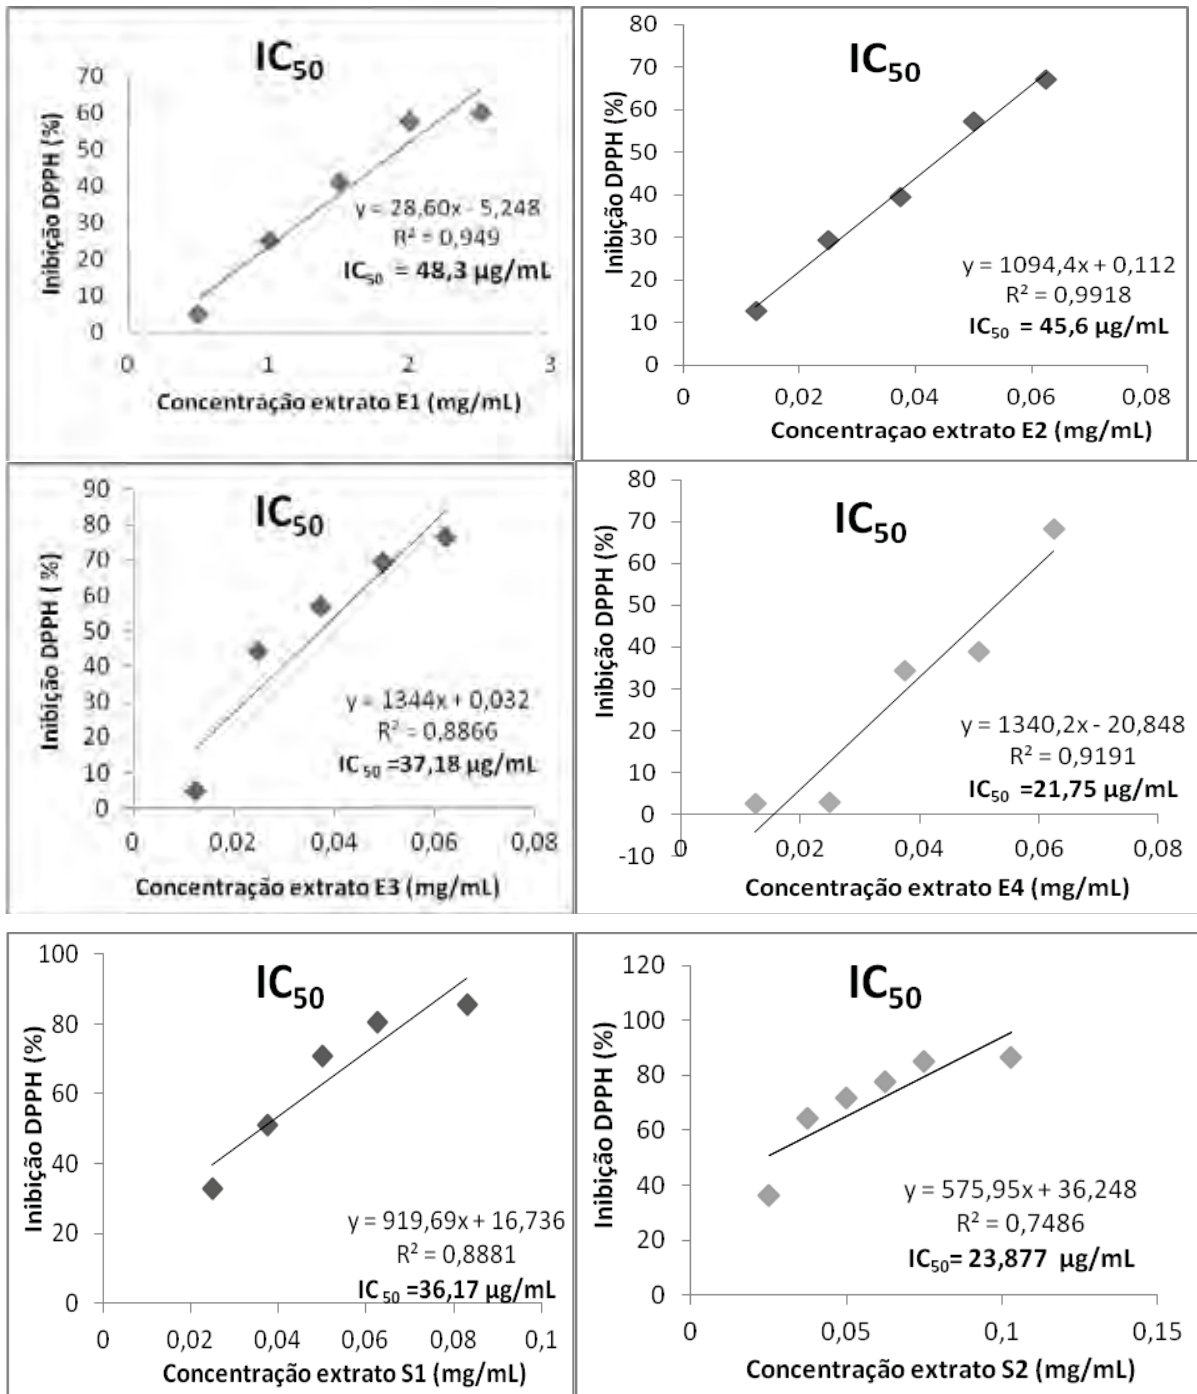 IC50
Inibição DPPH (%)
70
60
50
40
30
20
10
0
y = 28,60x - 5,248
R² = 0,949
IC50 = 48,3 µg/mL
0 1 2 3
Concentração extrato E1 (mg/mL)
IC50
Inibição DPPH (%)
80
70
60
50
40
30
20
10
0
y = 1094,4x + 0,112
R² = 0,9918
IC50 = 45,6 µg/mL
0 0,02 0,04 0,06 0,08
Concentraçao extrato E2 (mg/mL)
IC50
Inibição DPPH ( %)
90
80
70
60
50
40
30
20
10
0
y = 1344x + 0,032
R² = 0,8866
IC50 =37,18 µg/mL
0 0,02 0,04 0,06 0,08
Concentração extrato E3 (mg/mL)
IC50
Inibição DPPH (%)
80
70
60
50
40
30
20
10
0
-10
y = 1340,2x - 20,848
R² = 0,9191
IC50 =21,75 µg/mL
0 0,02 0,04 0,06 0,08
Concentração extrato E4 (mg/mL)
IC50
Inibição DPPH (%)
100
80
60
40
20
0
y = 919,69x + 16,736
R² = 0,8881
IC50 =36,17 µg/mL
0 0,02 0,04 0,06 0,08 0,1
Concentração extrato S1 (mg/mL)
IC50
Inibição DPPH (%)
120
100
80
60
40
20
0
y = 575,95x + 36,248
R² = 0,7486
IC50= 23,877 µg/mL
0 0,05 0,1 0,15
Concentração extrato S2 (mg/mL)